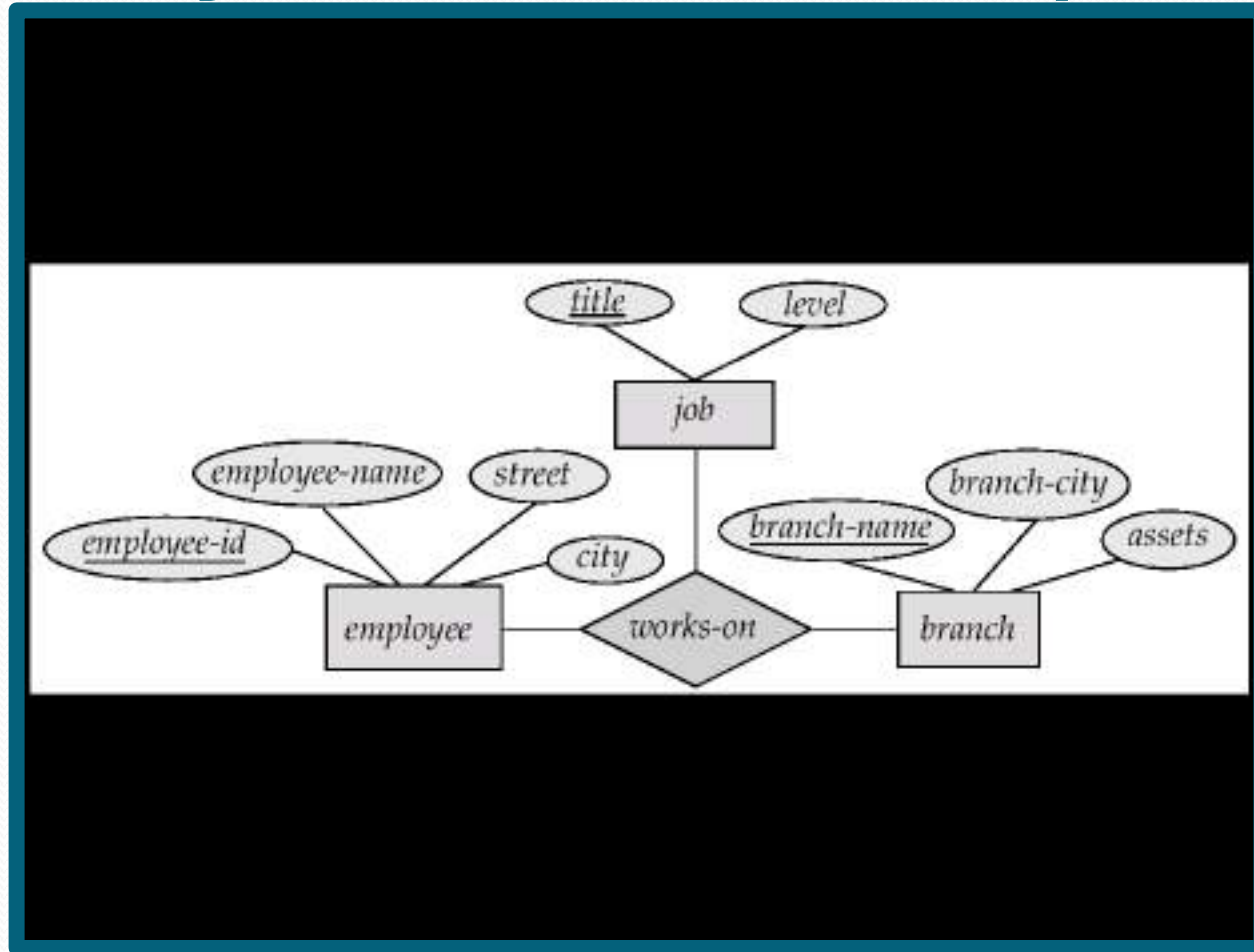 title
level
job
employee-name
street
branch-city
employee-id
branch-name
assets
city
employee
works-on
branch